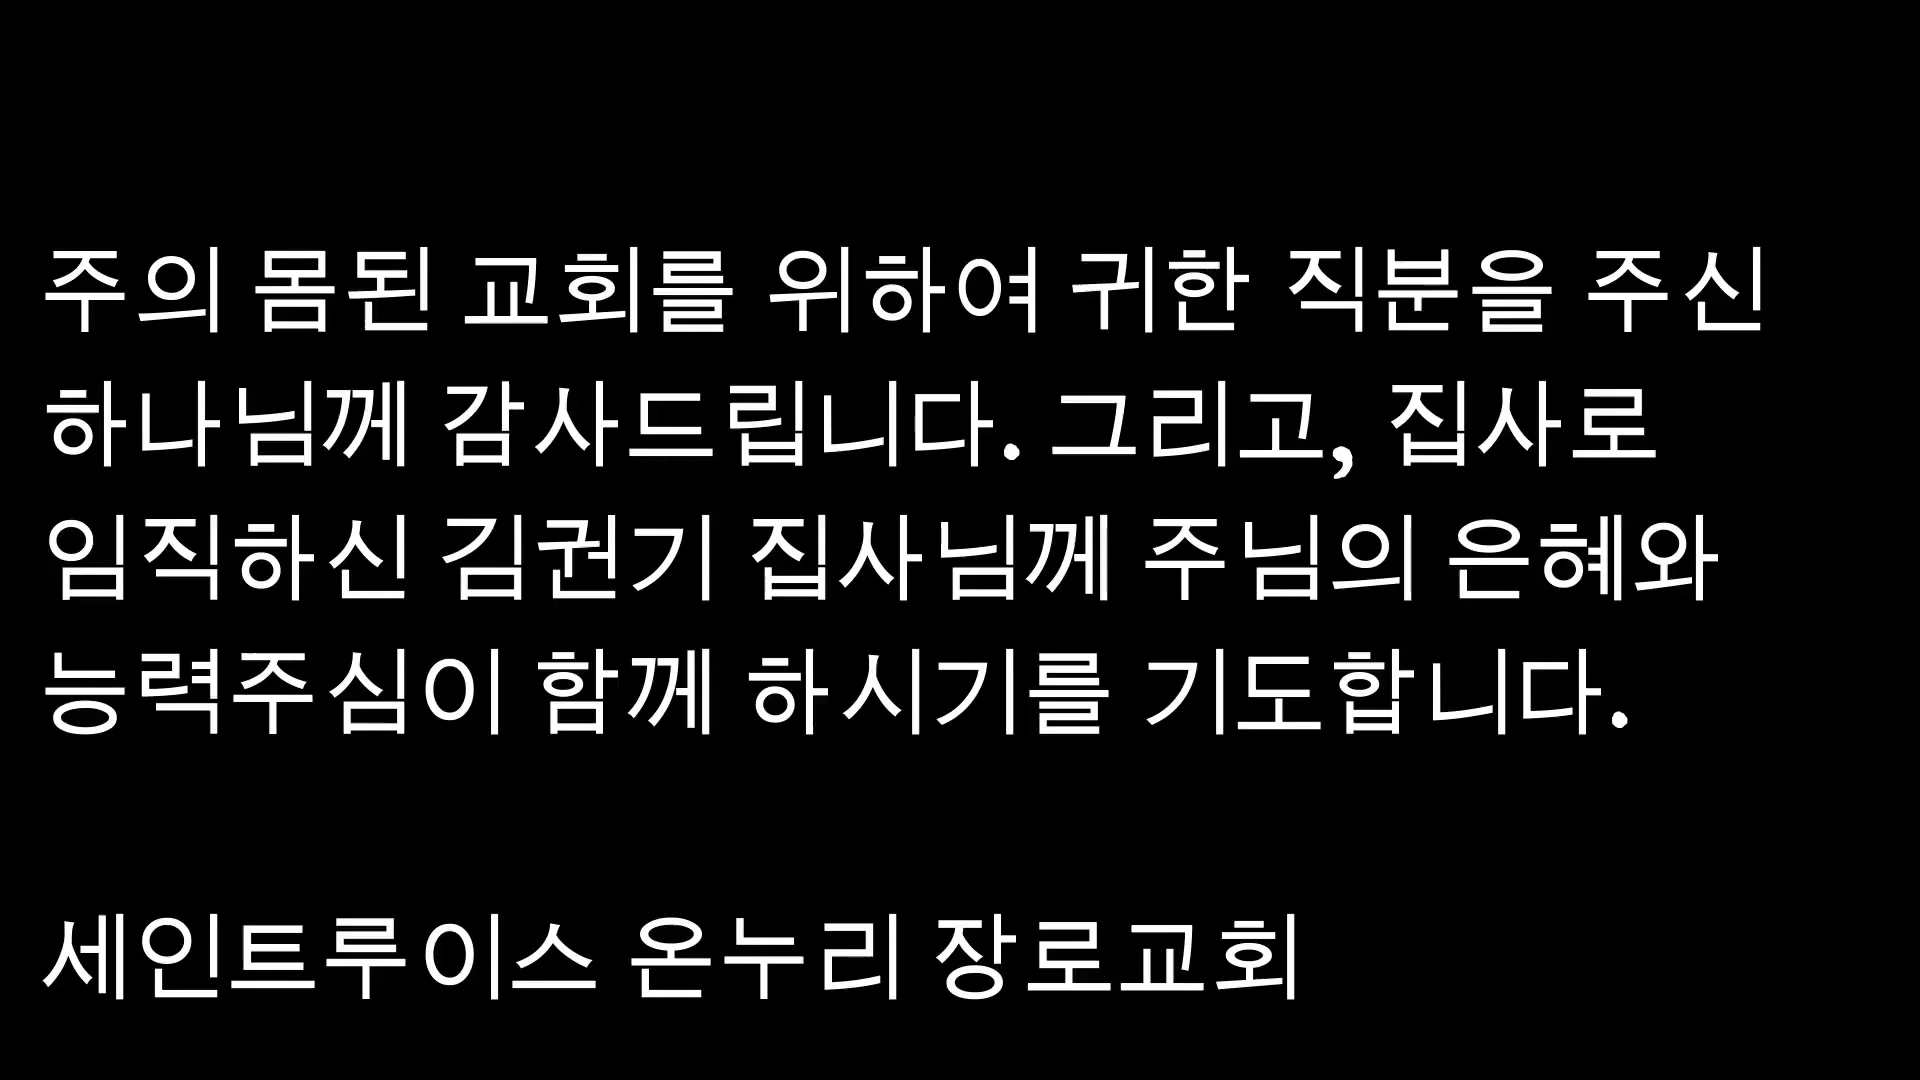 주의 몸된 교회를 위하여 귀한 직분을 주신
하나님께 감사드립니다. 그리고, 집사로
임직하신 김권기 집사님께 주님의 은혜와
능력주심이 함께 하시기를 기도합니다.
세인트루이스 온누리 장로교회